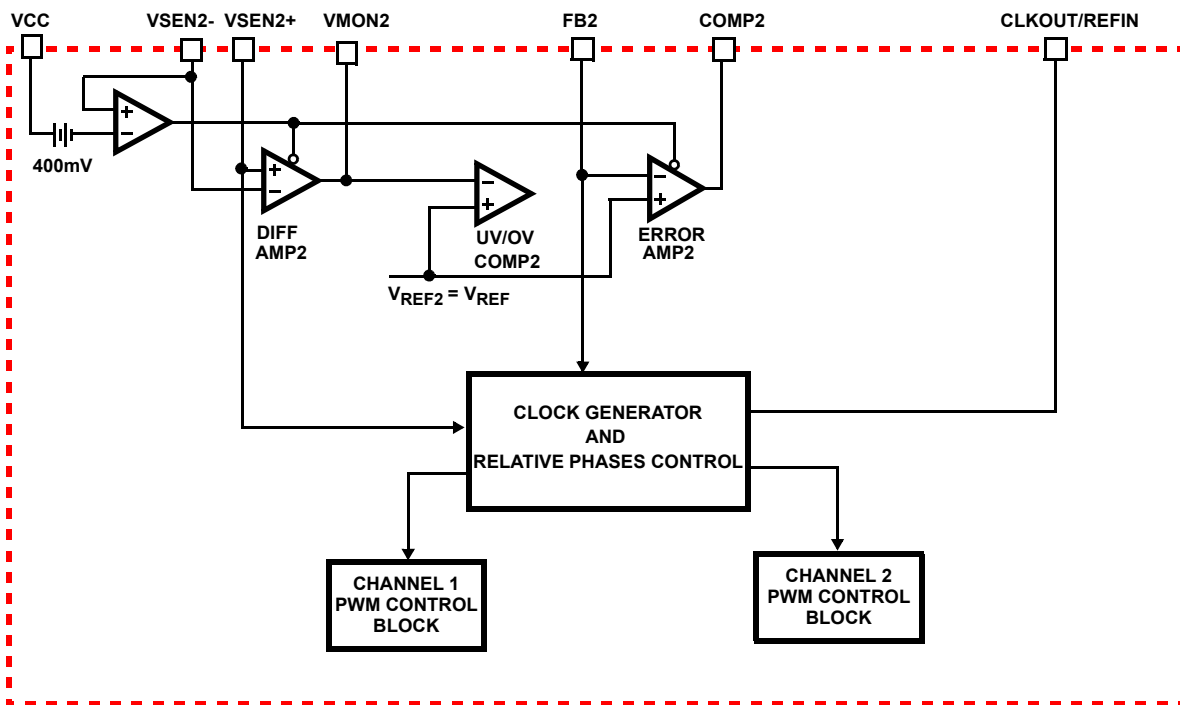 VCC
VSEN2-
VSEN2+
VMON2
FB2
COMP2
CLKOUT/REFIN
+
−
400mV
+
−
DIFF
AMP2
−
+
UV/OV
COMP2
−
+
ERROR
AMP2
VREF2 = VREF
CLOCK GENERATOR
AND
RELATIVE PHASES CONTROL
CHANNEL 1
PWM CONTROL
BLOCK
CHANNEL 2
PWM CONTROL
BLOCK